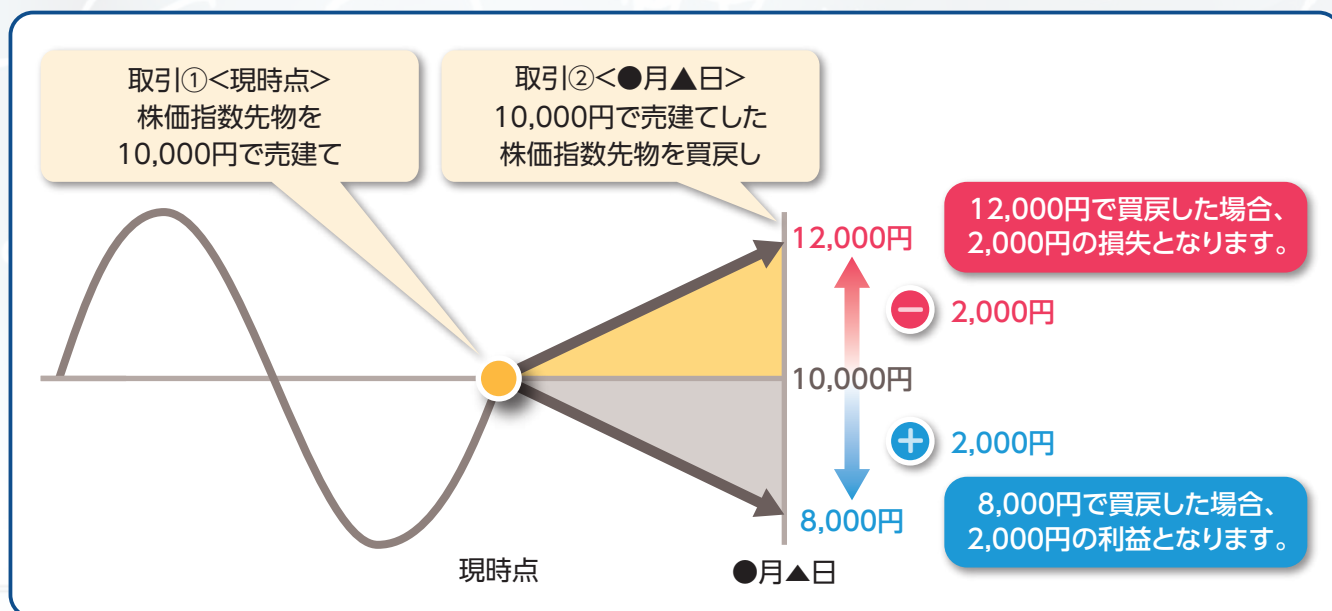 取引①<現時点>
株価指数先物を
10,000円で売建て
取引②<●月▲日>
10,000円で売建てした
株価指数先物を買戻し
12,000円で買戻した場合、
2,000円の損失となります。
12,000円
－ 2,000円
10,000円
＋ 2,000円
8,000円
8,000円で買戻した場合、
2,000円の利益となります。
現時点
●月▲日